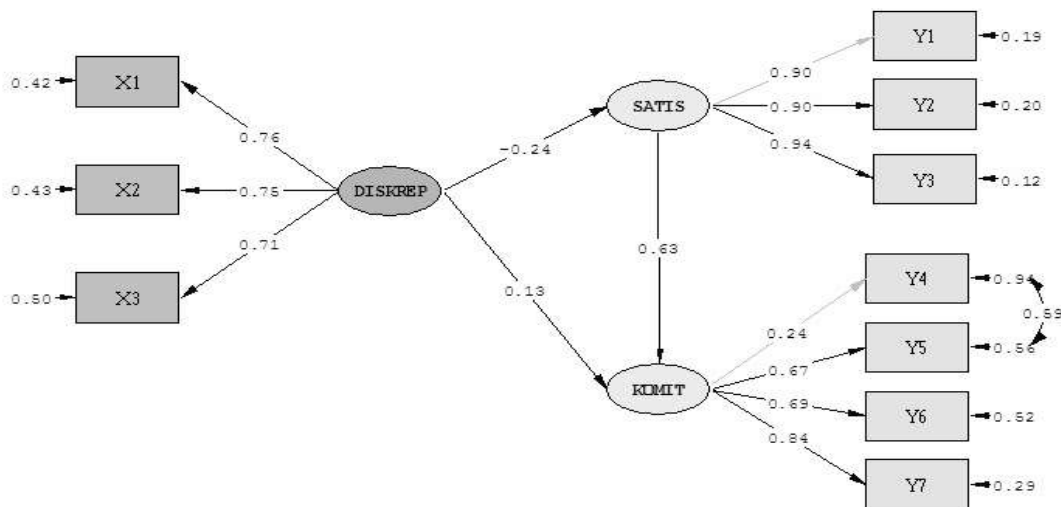 0.42
X1
0.76
0.43
X2
0.75
0.50
X3
0.71
DISKREP
-0.24
0.13
SATIS
0.63
KOMIT
0.90
Y1
0.19
0.90
Y2
0.20
0.94
Y3
0.12
0.24
Y4
0.94
0.59
0.67
Y5
0.56
0.69
Y6
0.52
0.84
Y7
0.29